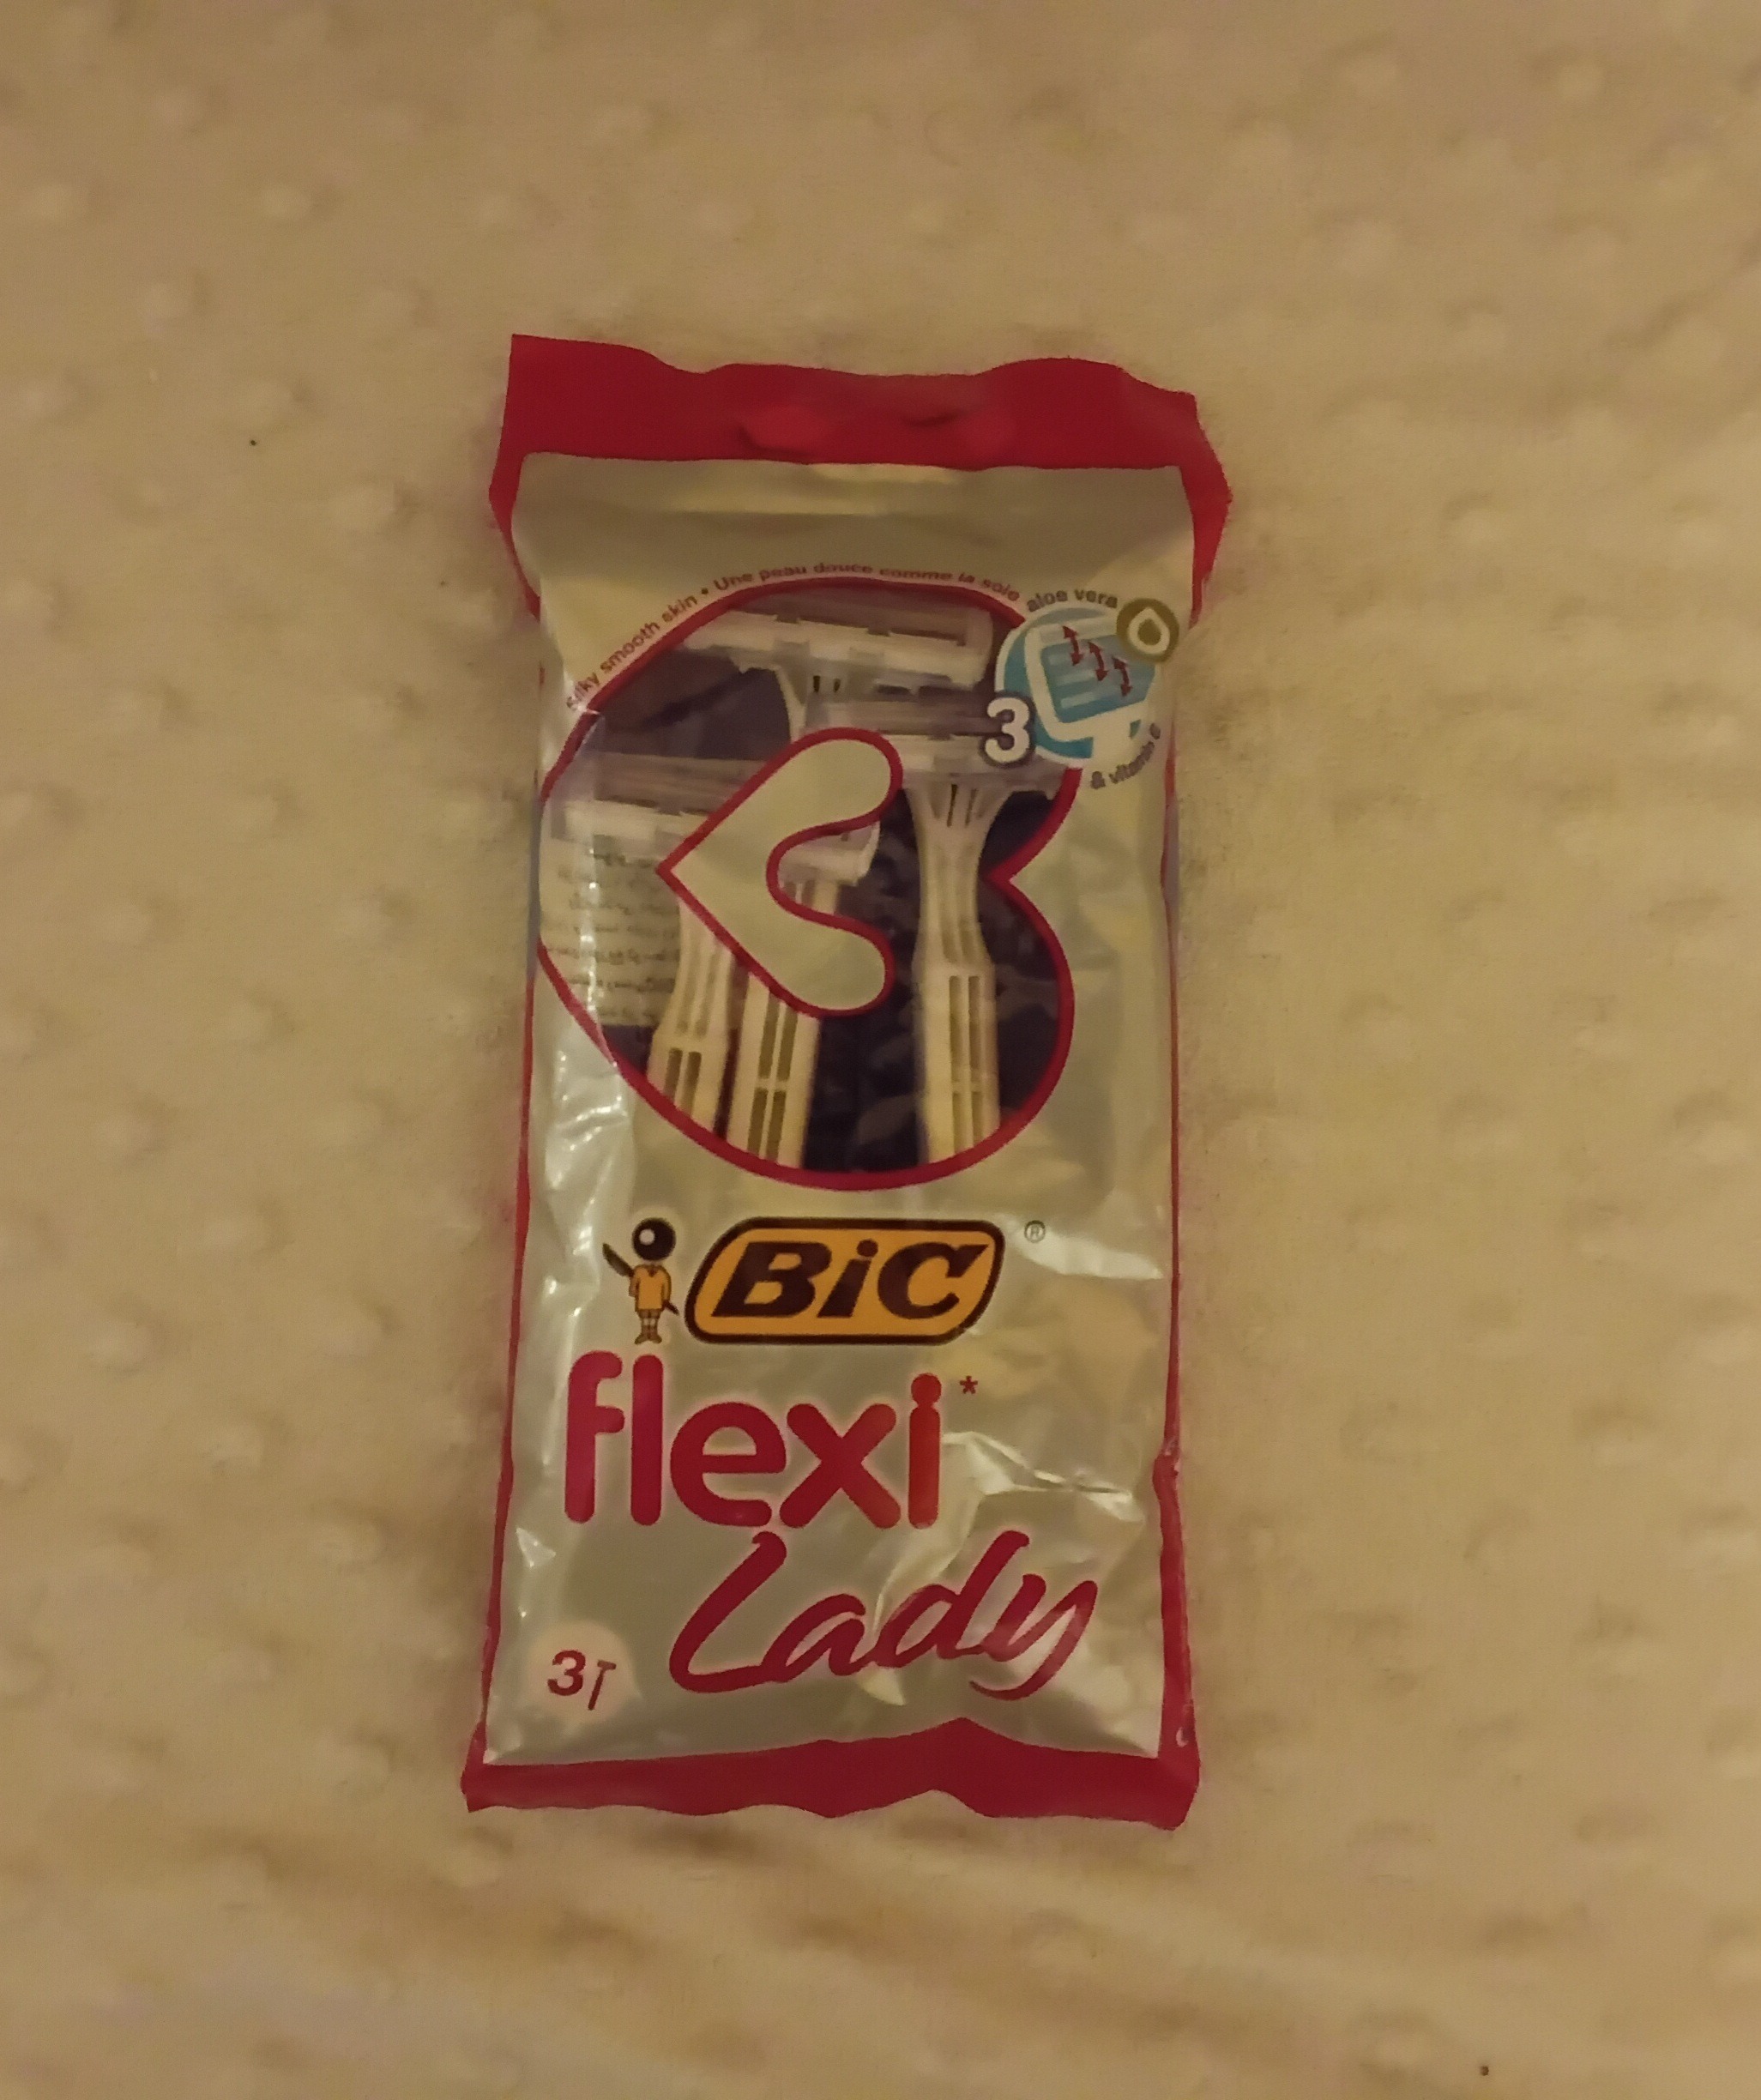 Silky smooth skin • Une peau douce comme la soie
aloe vera
3
& vitamin E
BiC ®
flexi*
Lady
3